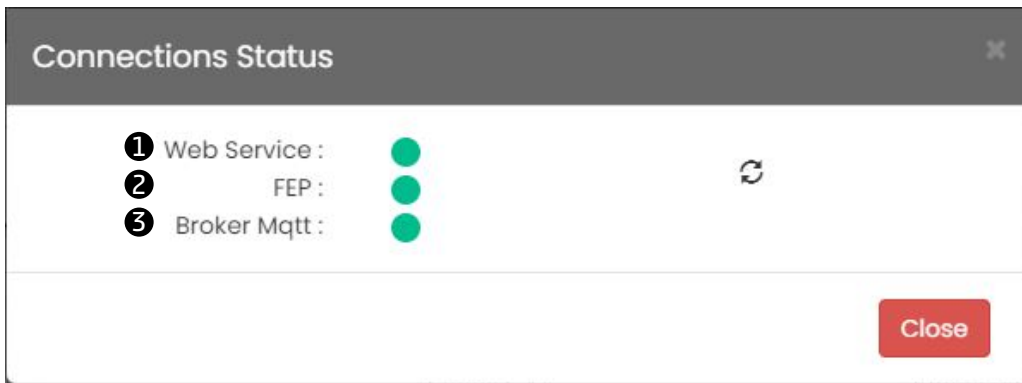 Connections Status
×
❶ Web Service :
❷ FEP :
❸ Broker Mqtt :
Close